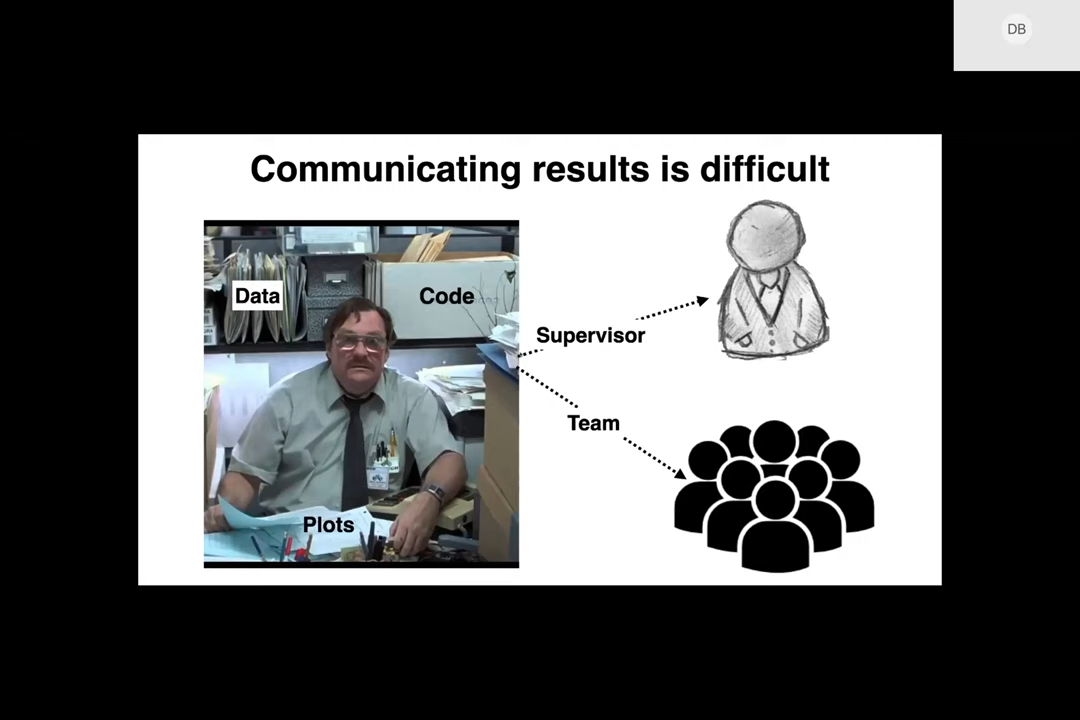 DB
Communicating results is difficult
Data
Code
Supervisor
Team
Plots